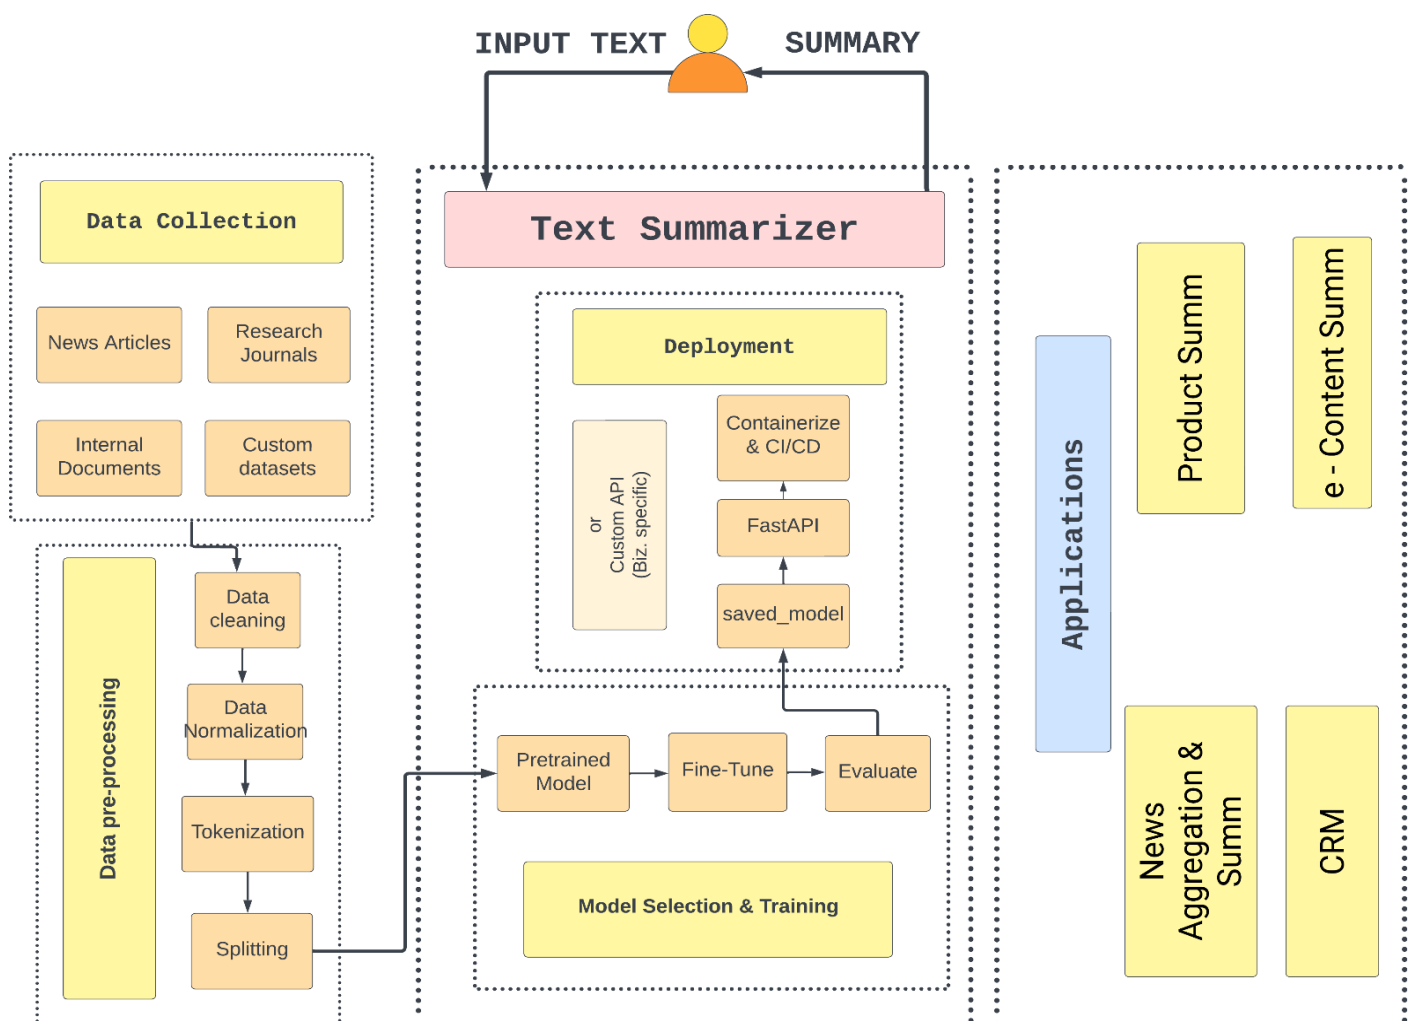 INPUT TEXT
SUMMARY
Data Collection
News Articles
Research
Journals
Internal
Documents
Custom
datasets
Data pre-processing
Data
cleaning
Data
Normalization
Tokenization
Splitting
Text Summarizer
Deployment
or
Custom API
(Biz. specific)
Containerize
& CI/CD
FastAPI
saved_model
Pretrained
Model
Fine-Tune
Evaluate
Model Selection & Training
Applications
Product Summ
e - Content Summ
News
Aggregation &
Summ
CRM